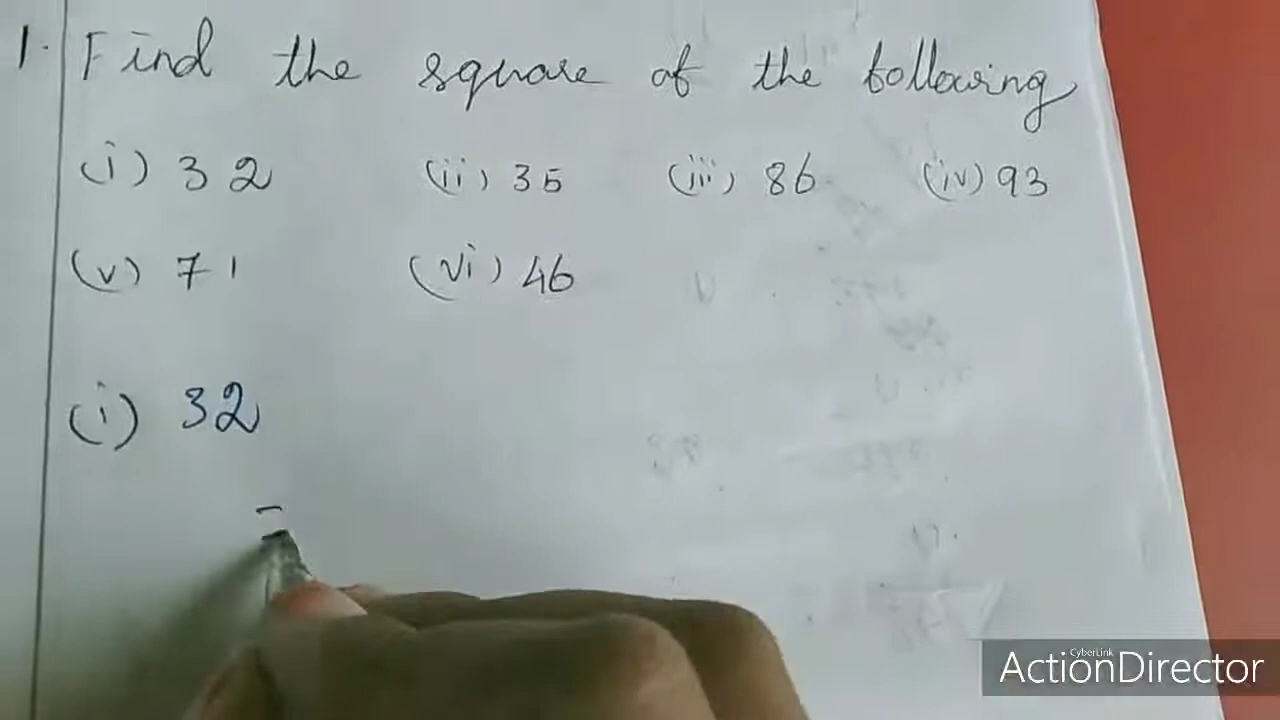 1. Find the square of the following
(i) 32 (ii) 35 (iii) 86 (iv) 93
(v) 71 (vi) 46
(i) 32
=
CyberLink
ActionDirector